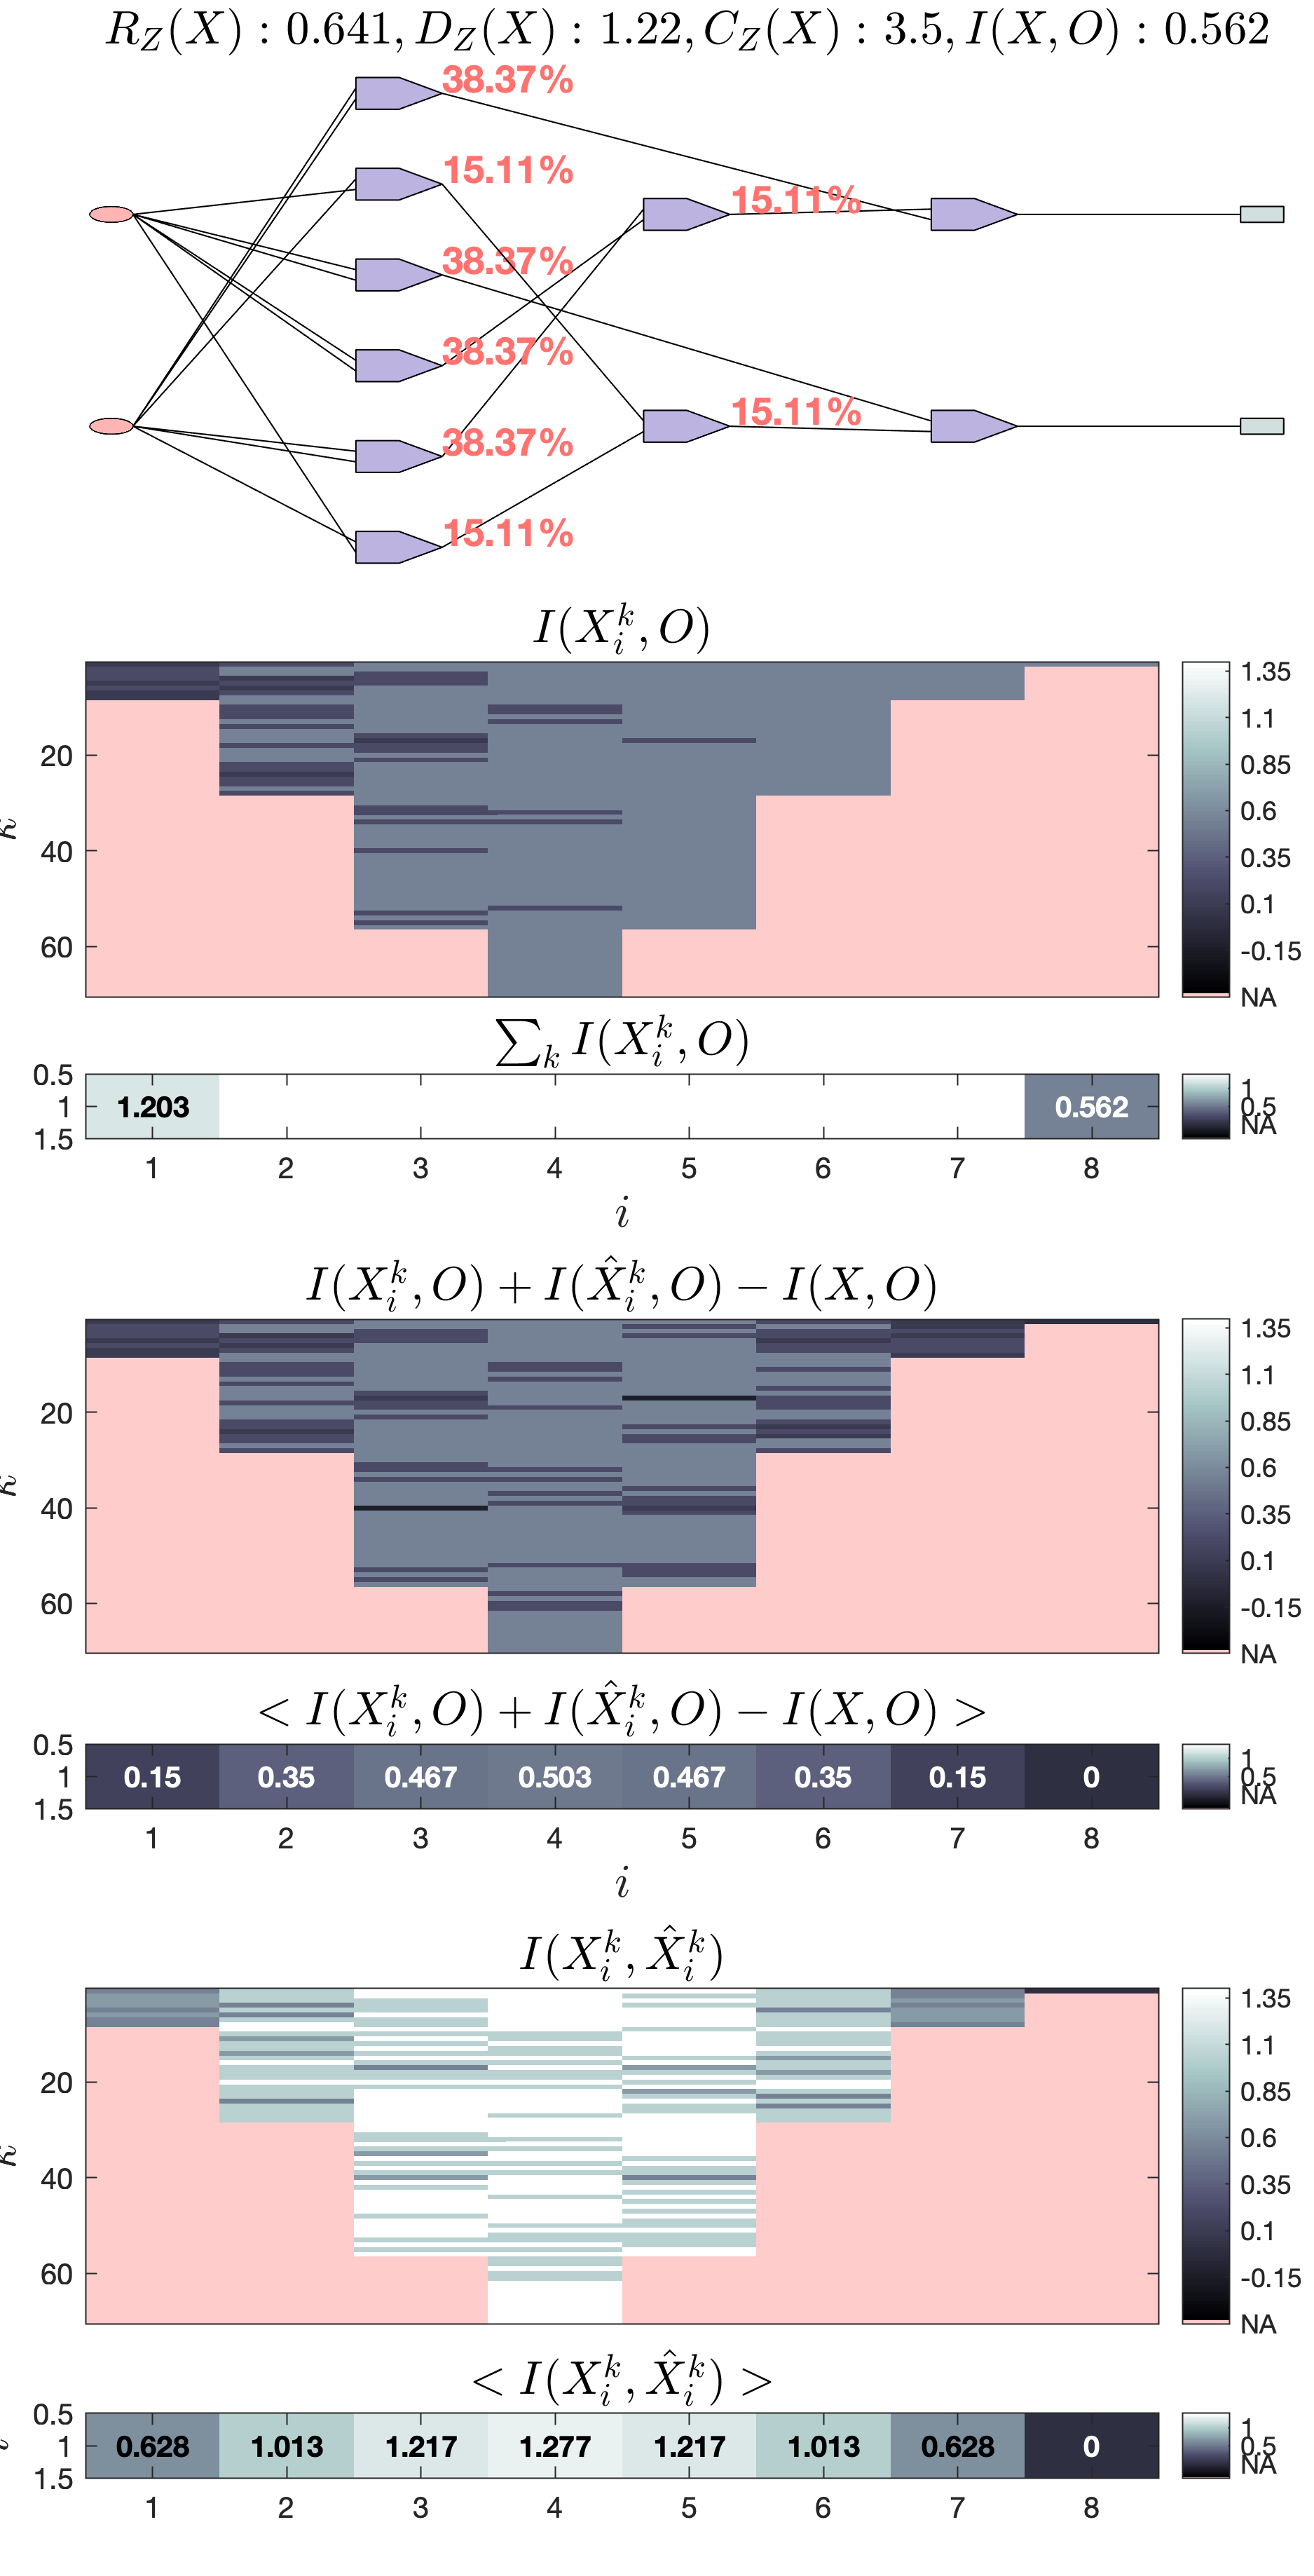 R_Z(X) : 0.641, D_Z(X) : 1.22, C_Z(X) : 3.5, I(X, O) : 0.562
38.37%
15.11%
15.11%
38.37%
38.37%
15.11%
38.37%
15.11%
I(X_i^k, O)
1.35
1.1
0.85
0.6
0.35
0.1
-0.15
NA
20
40
60
k
∑_k I(X_i^k, O)
0.5
1
1.5
1.203
0.562
1
0.5
NA
1 2 3 4 5 6 7 8
i
I(X_i^k, O) + I(X̂_i^k, O) − I(X, O)
1.35
1.1
0.85
0.6
0.35
0.1
-0.15
NA
20
40
60
k
< I(X_i^k, O) + I(X̂_i^k, O) − I(X, O) >
0.5
1
1.5
0.15 0.35 0.467 0.503 0.467 0.35 0.15 0
1
0.5
NA
1 2 3 4 5 6 7 8
i
I(X_i^k, X̂_i^k)
1.35
1.1
0.85
0.6
0.35
0.1
-0.15
NA
20
40
60
k
< I(X_i^k, X̂_i^k) >
0.5
1
1.5
0.628 1.013 1.217 1.277 1.217 1.013 0.628 0
1
0.5
NA
1 2 3 4 5 6 7 8